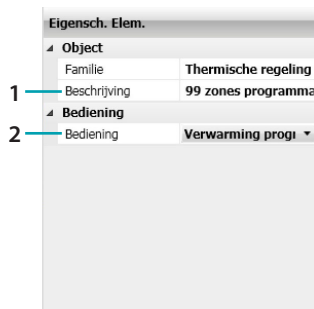 Eigensch. Elem.
Object
Familie Thermische regeling
1 Beschrijving 99 zones programma
Bediening
2 Bediening Verwarming progr